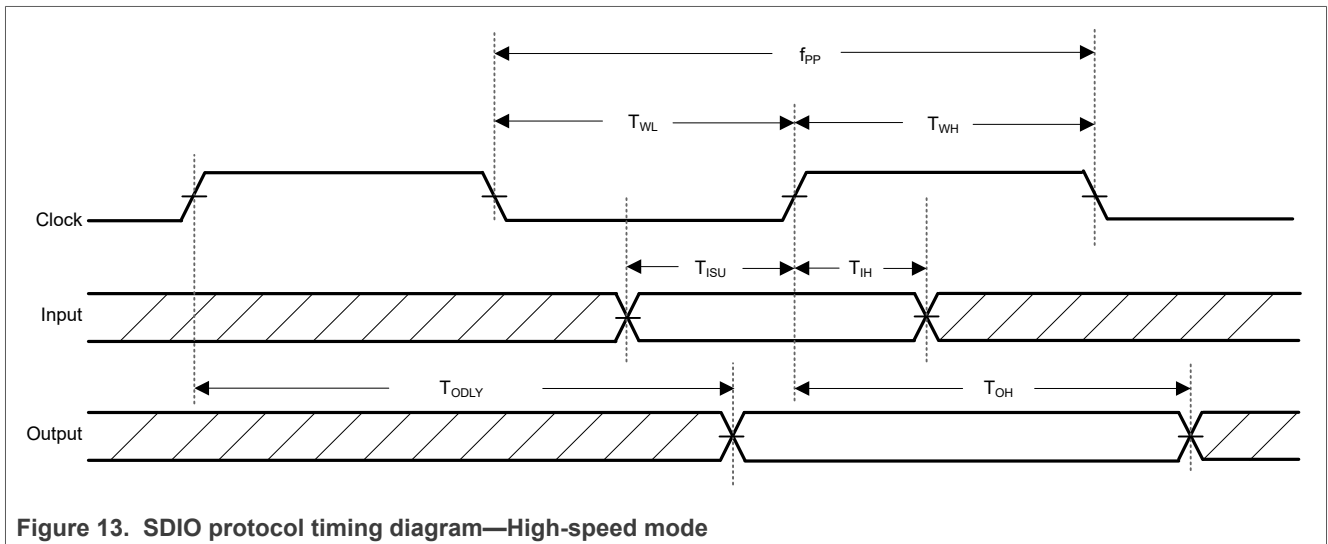 fPP
TWL TWH
Clock
TISU TIH
Input
TODLY TOH
Output
Figure 13. SDIO protocol timing diagram—High-speed mode